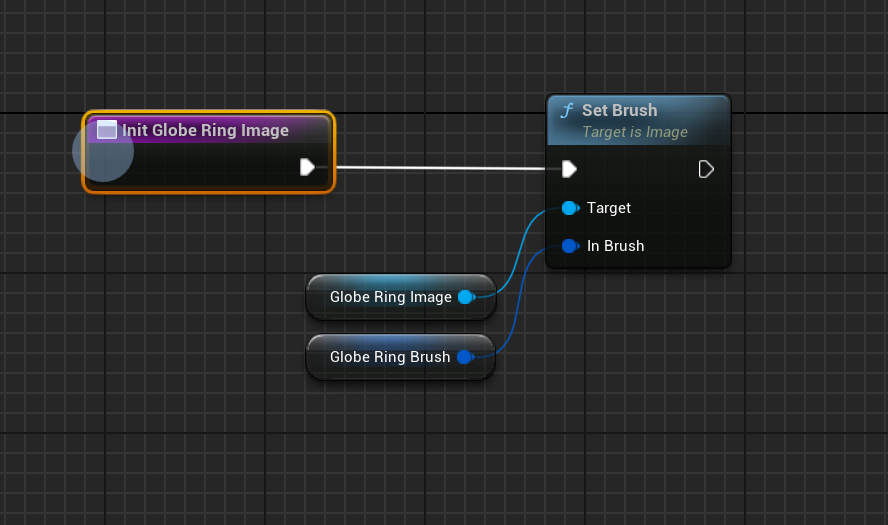 Init Globe Ring Image
f Set Brush
Target is Image
Target
In Brush
Globe Ring Image
Globe Ring Brush